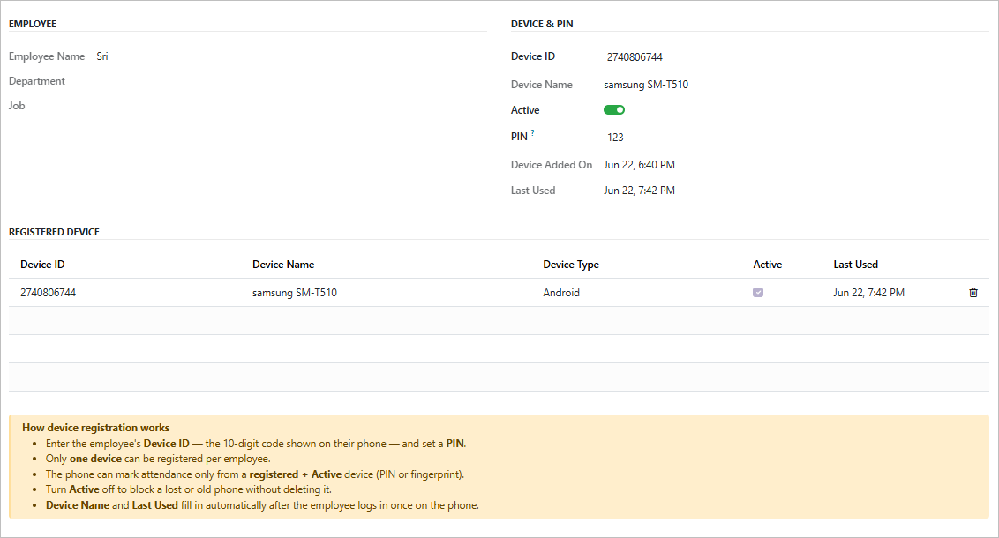 EMPLOYEE
Employee Name Sri
Department
Job
DEVICE & PIN
Device ID 2740806744
Device Name samsung SM-T510
Active
PIN ? 123
Device Added On Jun 22, 6:40 PM
Last Used Jun 22, 7:42 PM
REGISTERED DEVICE
Device ID Device Name Device Type Active Last Used
2740806744 samsung SM-T510 Android Jun 22, 7:42 PM
How device registration works
• Enter the employee's Device ID — the 10-digit code shown on their phone — and set a PIN.
• Only one device can be registered per employee.
• The phone can mark attendance only from a registered + Active device (PIN or fingerprint).
• Turn Active off to block a lost or old phone without deleting it.
• Device Name and Last Used fill in automatically after the employee logs in once on the phone.